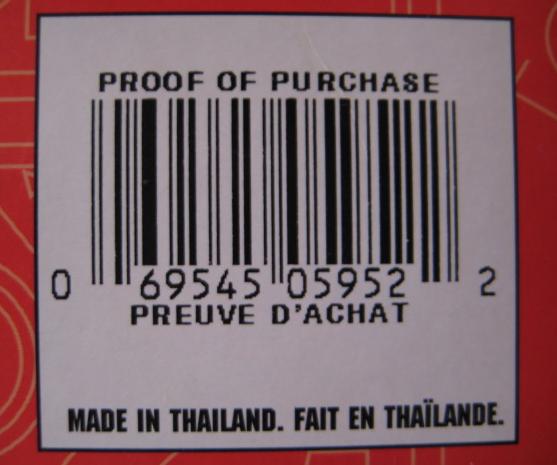 PROOF OF PURCHASE
0 69545 05952 2
PREUVE D'ACHAT
MADE IN THAILAND. FAIT EN THAÏLANDE.